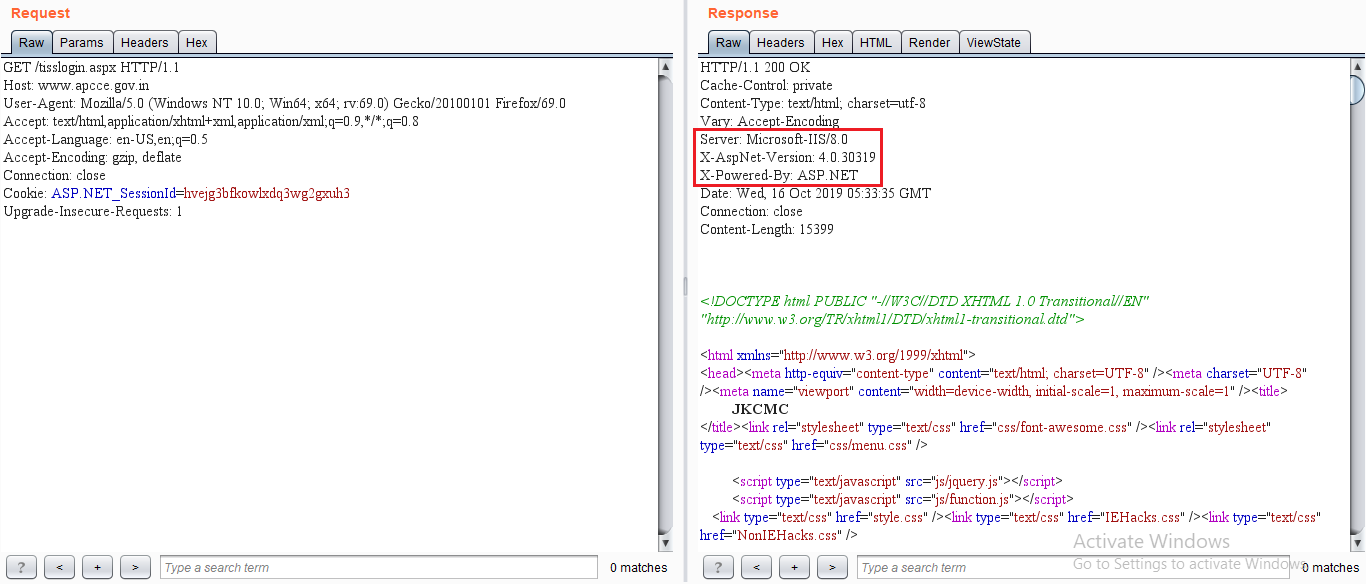 Request
Raw Params Headers Hex
GET /tisslogin.aspx HTTP/1.1
Host: www.apcce.gov.in
User-Agent: Mozilla/5.0 (Windows NT 10.0; Win64; x64; rv:69.0) Gecko/20100101 Firefox/69.0
Accept: text/html,application/xhtml+xml,application/xml;q=0.9,*/*;q=0.8
Accept-Language: en-US,en;q=0.5
Accept-Encoding: gzip, deflate
Connection: close
Cookie: ASP.NET_SessionId=hvejg3bfkowlxdq3wg2gxuh3
Upgrade-Insecure-Requests: 1
? < + > Type a search term 0 matches
Response
Raw Headers Hex HTML Render ViewState
HTTP/1.1 200 OK
Cache-Control: private
Content-Type: text/html; charset=utf-8
Vary: Accept-Encoding
Server: Microsoft-IIS/8.0
X-AspNet-Version: 4.0.30319
X-Powered-By: ASP.NET
Date: Wed, 16 Oct 2019 05:33:35 GMT
Connection: close
Content-Length: 15399
<!DOCTYPE html PUBLIC "-//W3C//DTD XHTML 1.0 Transitional//EN"
"http://www.w3.org/TR/xhtml1/DTD/xhtml1-transitional.dtd">
<html xmlns="http://www.w3.org/1999/xhtml">
<head><meta http-equiv="content-type" content="text/html; charset=UTF-8" /><meta charset="UTF-8"
/><meta name="viewport" content="width=device-width, initial-scale=1, maximum-scale=1" /><title>
JKCMC
</title><link rel="stylesheet" type="text/css" href="css/font-awesome.css" /><link rel="stylesheet"
type="text/css" href="css/menu.css" />
<script type="text/javascript" src="js/jquery.js"></script>
<script type="text/javascript" src="js/function.js"></script>
<link type="text/css" href="style.css" /><link type="text/css" href="IEHacks.css" /><link type="text/css"
href="NonIEHacks.css" />
Activate Windows
Go to Settings to activate Windows
? < + > Type a search term 0 matches